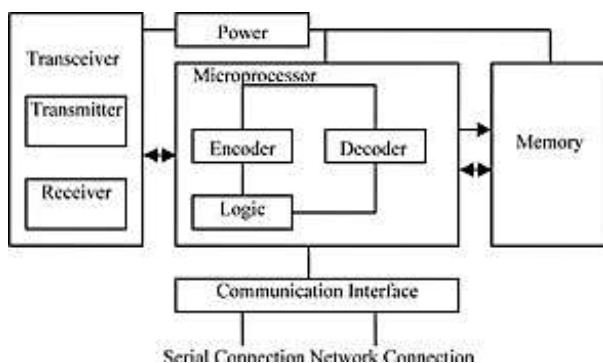 Power
Transceiver
Microprocessor
Transmitter
Encoder
Decoder
Memory
Receiver
Logic
Communication Interface
Serial Connection Network Connection